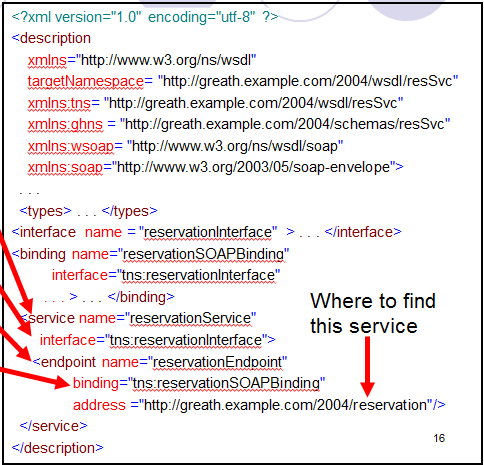 <?xml version="1.0" encoding="utf-8" ?>
<description
xmlns="http://www.w3.org/ns/wsdl"
targetNamespace= "http://greath.example.com/2004/wsdl/resSvc"
xmlns:tns= "http://greath.example.com/2004/wsdl/resSvc"
xmlns:ghns = "http://greath.example.com/2004/schemas/resSvc"
xmlns:wsoap= "http://www.w3.org/ns/wsdl/soap"
xmlns:soap="http://www.w3.org/2003/05/soap-envelope">
. . .
<types> . . . </types>
<interface name = "reservationInterface" > . . . </interface>
<binding name="reservationSOAPBinding"
interface="tns:reservationInterface"
. . . > . . . </binding>
<service name="reservationService"
interface="tns:reservationInterface">
<endpoint name="reservationEndpoint"
binding="tns:reservationSOAPBinding"
address ="http://greath.example.com/2004/reservation"/>
</service>
</description>
Where to find
this service
16